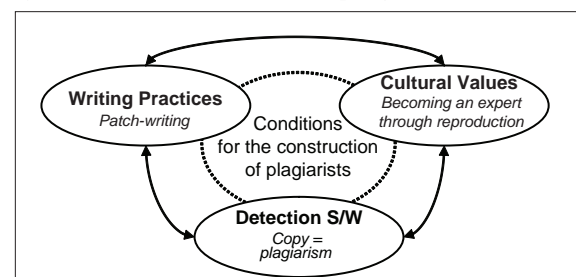 Writing Practices
Patch-writing
Cultural Values
Becoming an expert
through reproduction
Conditions
for the construction
of plagiarists
Detection S/W
Copy =
plagiarism